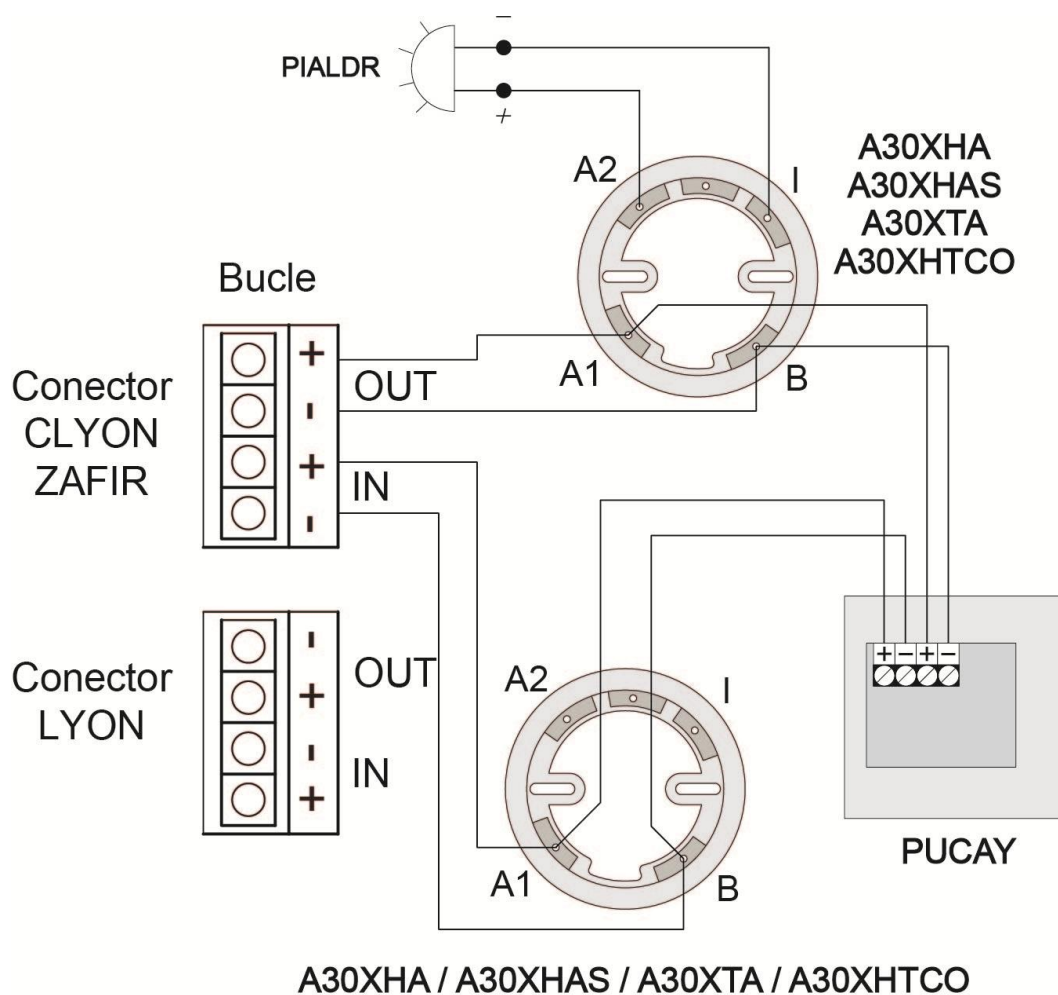 −
PIALDR
+
A2
I
A30XHA
A30XHAS
A30XTA
A30XHTCO
Bucle
+
OUT
-
+
IN
-
Conector
CLYON
ZAFIR
A1
B
Conector
LYON
-
OUT
+
-
IN
+
A2
I
+ − + −
A1
B
PUCAY
A30XHA / A30XHAS / A30XTA / A30XHTCO